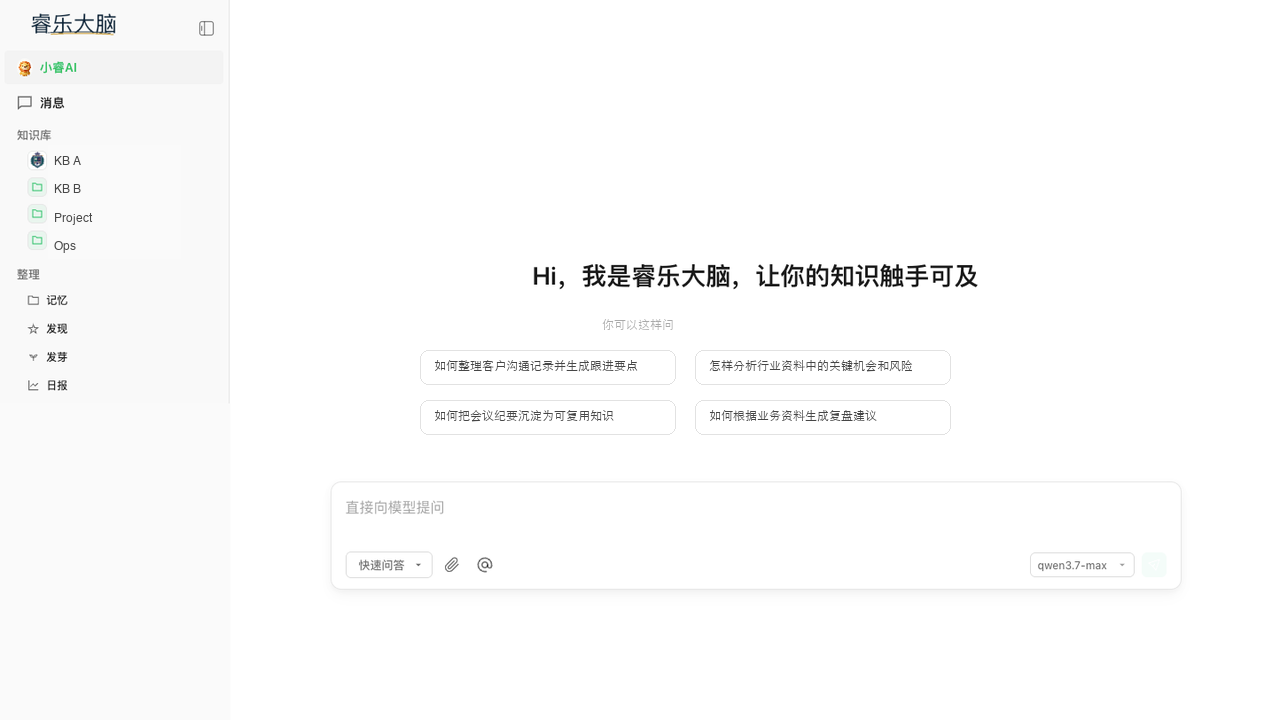 睿乐大脑
小睿AI
消息
知识库
KB A
KB B
Project
Ops
整理
记忆
发现
发芽
日报
Hi，我是睿乐大脑，让你的知识触手可及
你可以这样问
如何整理客户沟通记录并生成跟进要点
怎样分析行业资料中的关键机会和风险
如何把会议纪要沉淀为可复用知识
如何根据业务资料生成复盘建议
直接向模型提问
快速问答
qwen3.7-max